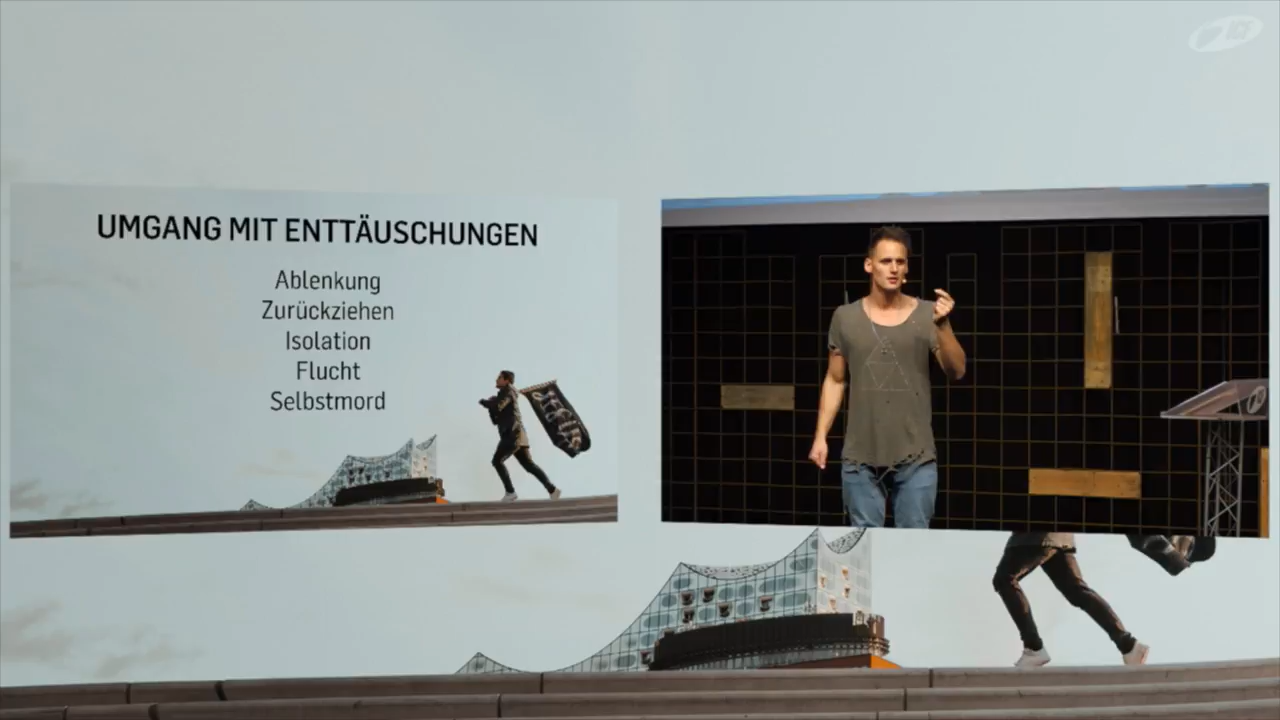 UMGANG MIT ENTTÄUSCHUNGEN
Ablenkung
Zurückziehen
Isolation
Flucht
Selbstmord